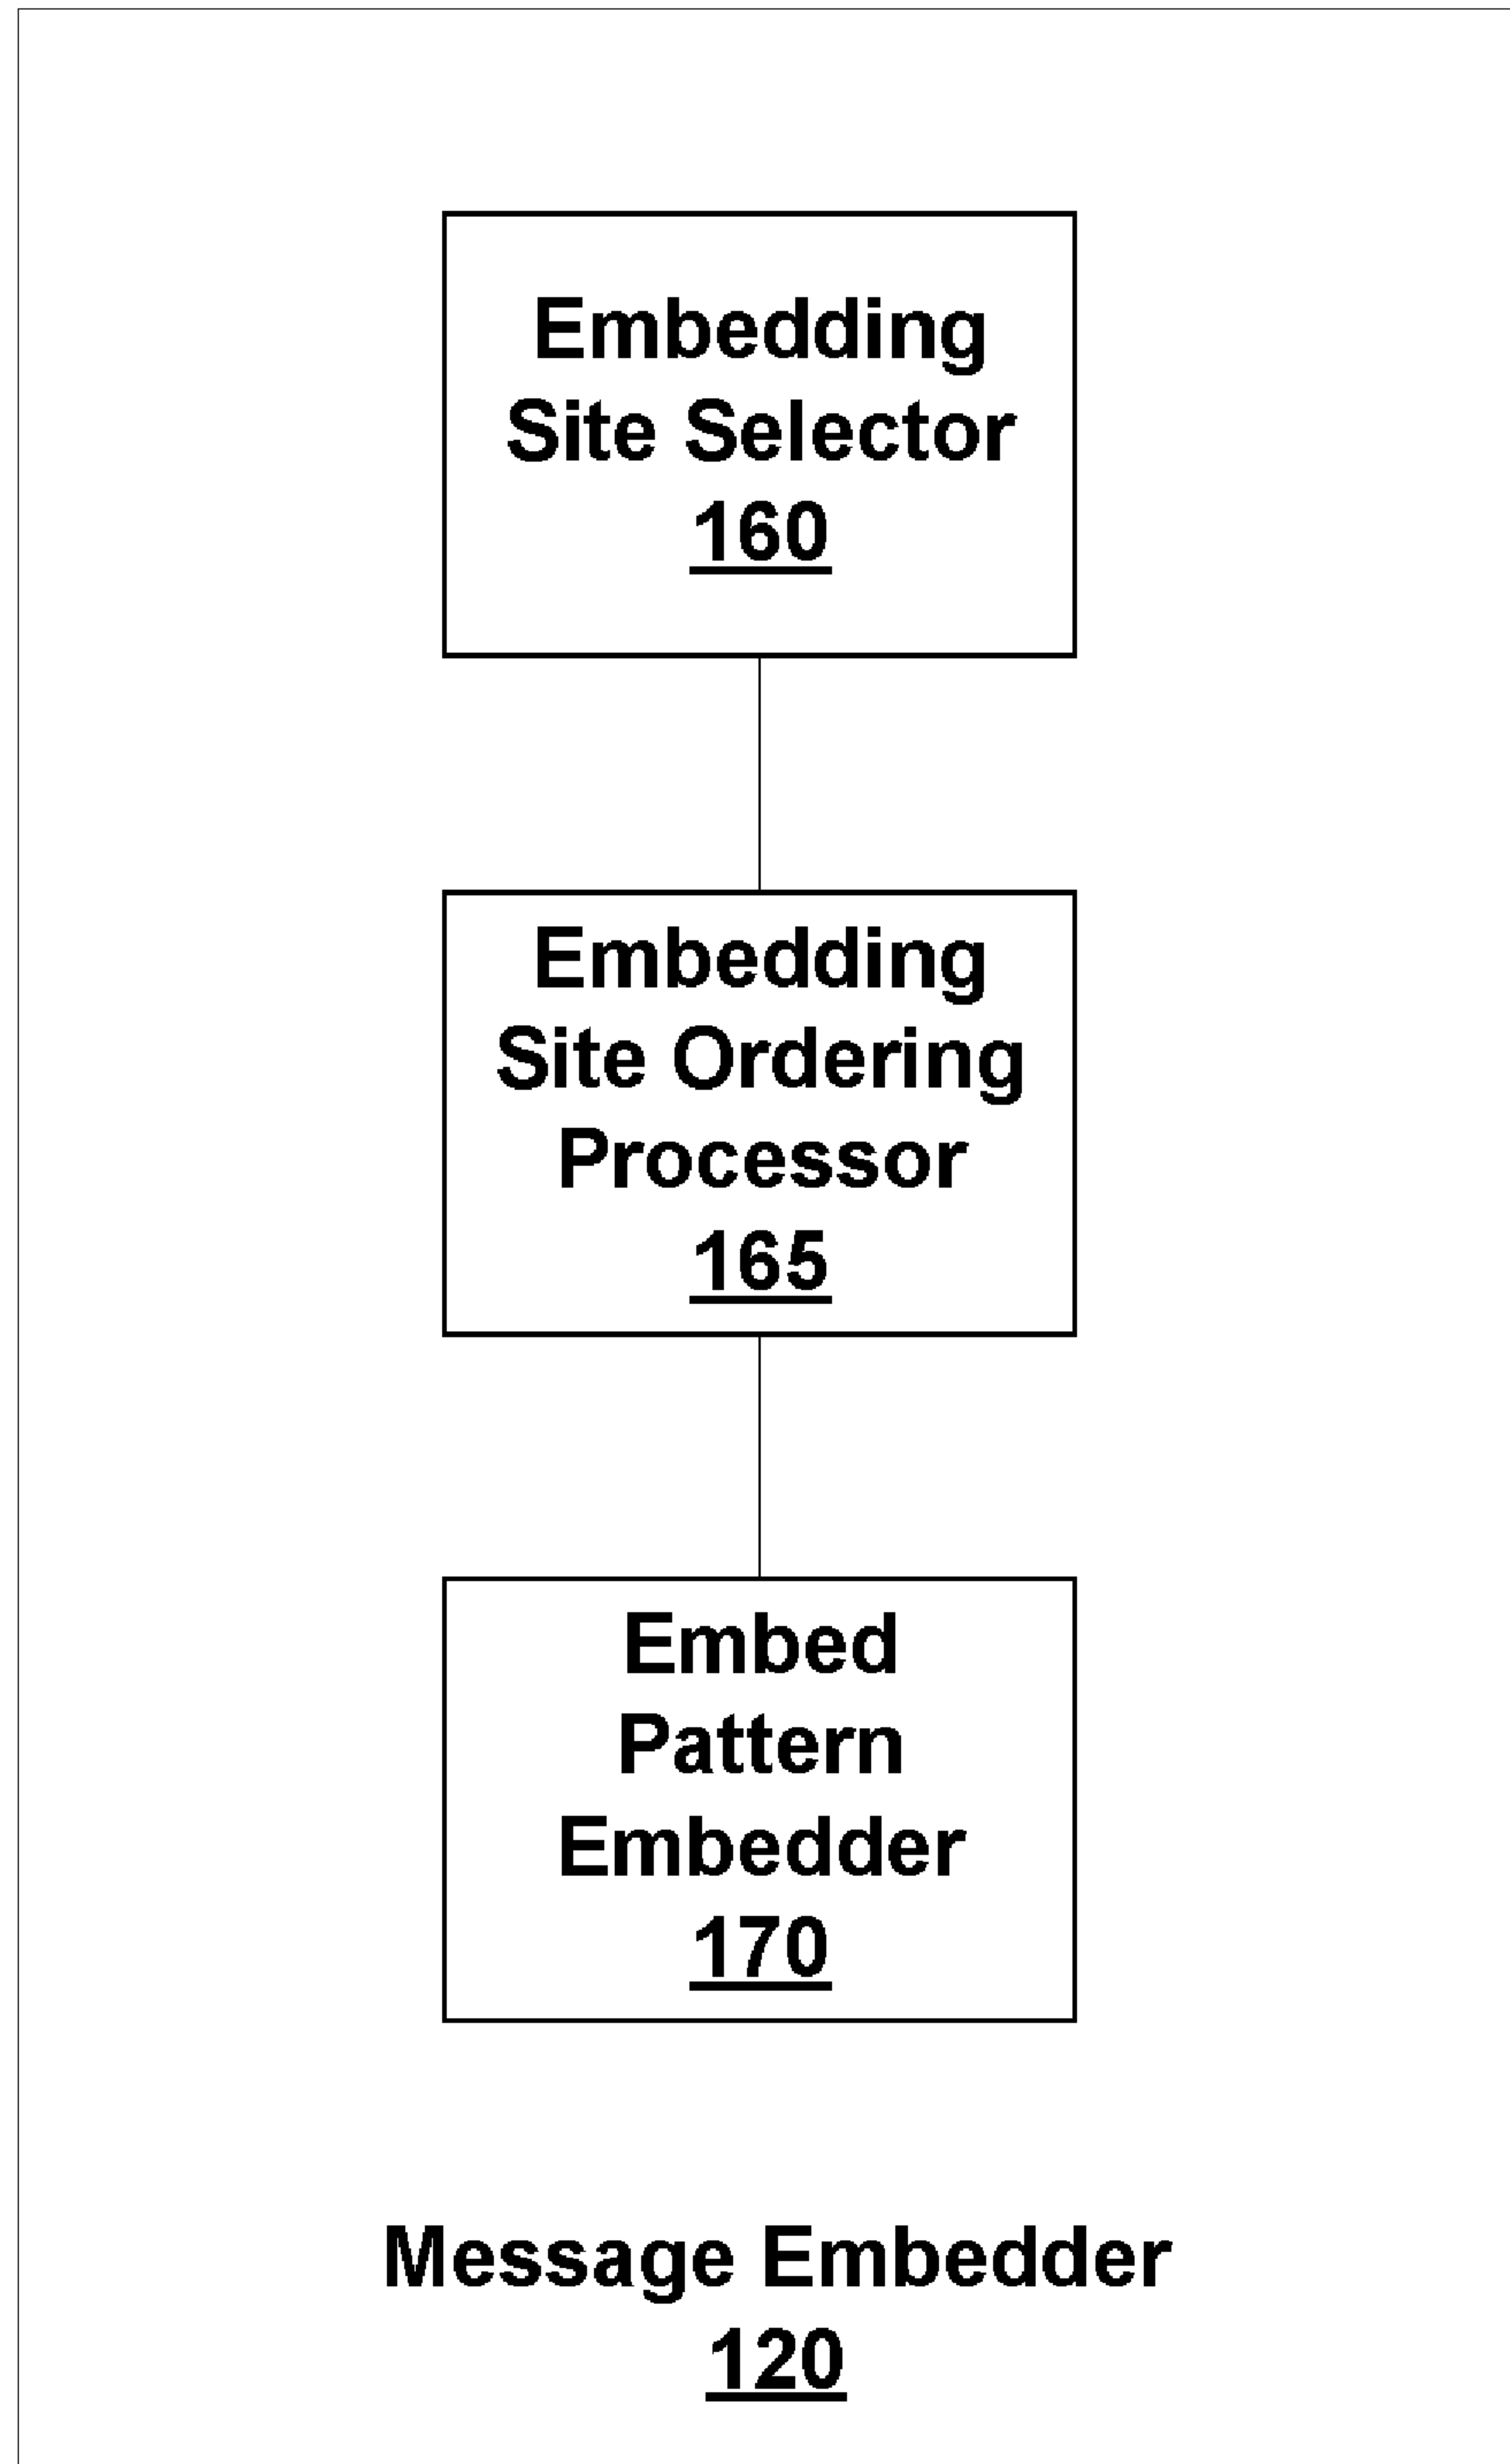 Embedding
Site Selector
160
Embedding
Site Ordering
Processor
165
Embed
Pattern
Embedder
170
Message Embedder
120